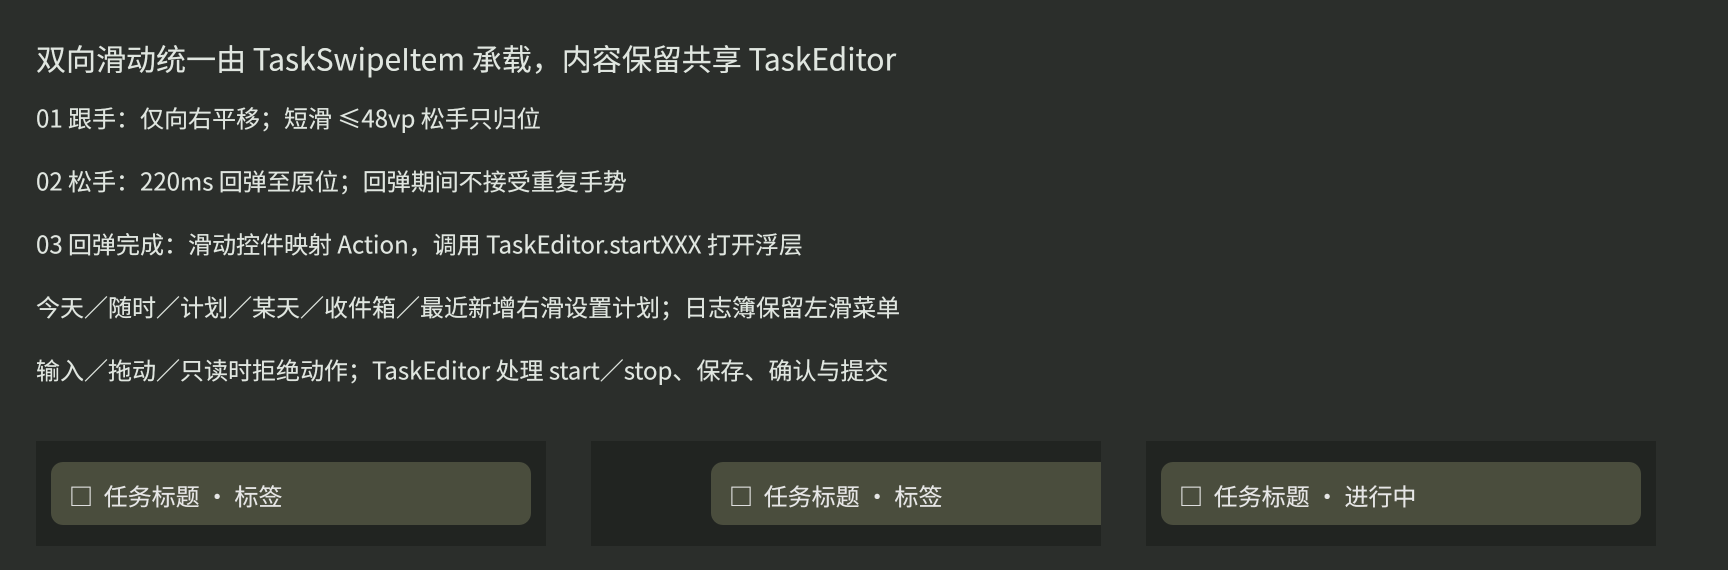 双向滑动统一由 TaskSwipeItem 承载，内容保留共享 TaskEditor
01 跟手：仅向右平移；短滑 ≤48vp 松手只归位
02 松手：220ms 回弹至原位；回弹期间不接受重复手势
03 回弹完成：滑动控件映射 Action，调用 TaskEditor.startXXX 打开浮层
今天／随时／计划／某天／收件箱／最近新增右滑设置计划；日志簿保留左滑菜单
输入／拖动／只读时拒绝动作；TaskEditor 处理 start／stop、保存、确认与提交
□ 任务标题 · 标签
□ 任务标题 · 标签
□ 任务标题 · 进行中